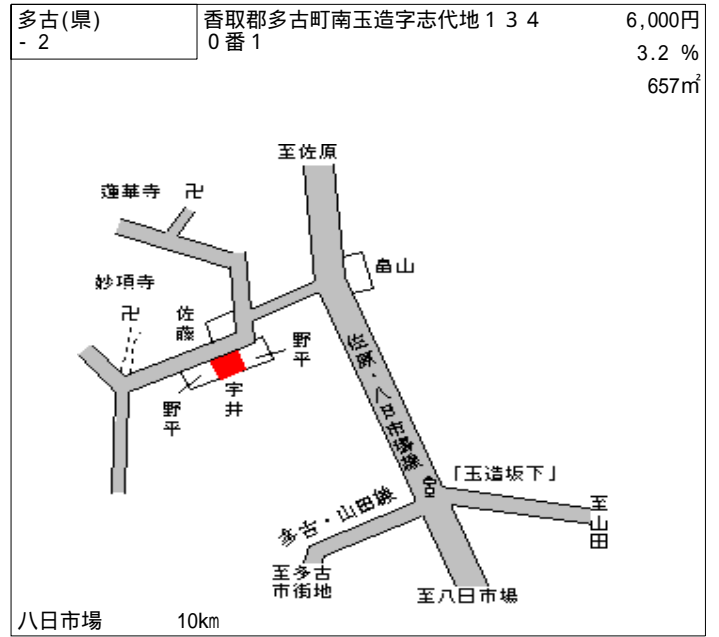 多古(県)
- 2
香取郡多古町南玉造字志代地１３４
０番１
6,000円
3.2 %
657㎡
至佐原
蓮華寺 卍
畠山
妙項寺
卍
佐藤
野平
宇井
野平
佐原・八日市場線
「玉造坂下」
多古・山田線
至山田
至多古
市街地
至八日市場
八日市場 10km